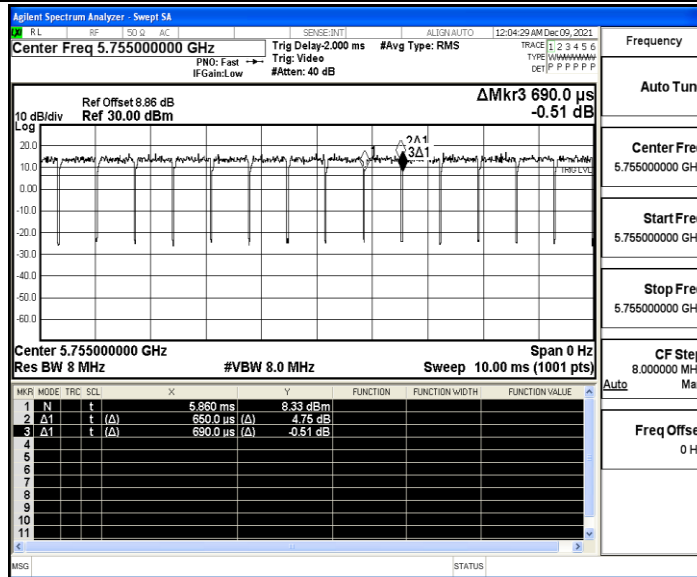 Agilent Spectrum Analyzer - Swept SA
RL RF 50 Ω AC SENSE:INT ALIGN AUTO 12:04:29 AM Dec 09, 2021
Center Freq 5.755000000 GHz
PNO: Fast
IFGain:Low
Trig Delay-2.000 ms
Trig: Video
#Atten: 40 dB
#Avg Type: RMS
TRACE 1 2 3 4 5 6
TYPE
DET P P P P P P
Frequency
Auto Tun
Center Fre
5.755000000 GH
Start Fre
5.755000000 GH
Stop Fre
5.755000000 GH
CF Step
8.000000 MH
Auto Ma
Freq Offse
0 H
ΔMkr3 690.0 µs
-0.51 dB
Ref Offset 8.86 dB
10 dB/div Ref 30.00 dBm
Log
20.0
10.0
0.00
-10.0
-20.0
-30.0
-40.0
-50.0
-60.0
1
2Δ1
3Δ1
TRIG LVL
Center 5.755000000 GHz Span 0 Hz
Res BW 8 MHz #VBW 8.0 MHz Sweep 10.00 ms (1001 pts)
MKR MODE TRC SCL X Y FUNCTION FUNCTION WIDTH FUNCTION VALUE
1 N t 5.860 ms 8.33 dBm
2 Δ1 t (Δ) 650.0 µs (Δ) 4.75 dB
3 Δ1 t (Δ) 690.0 µs (Δ) -0.51 dB
4
5
6
7
8
9
10
11
MSG STATUS